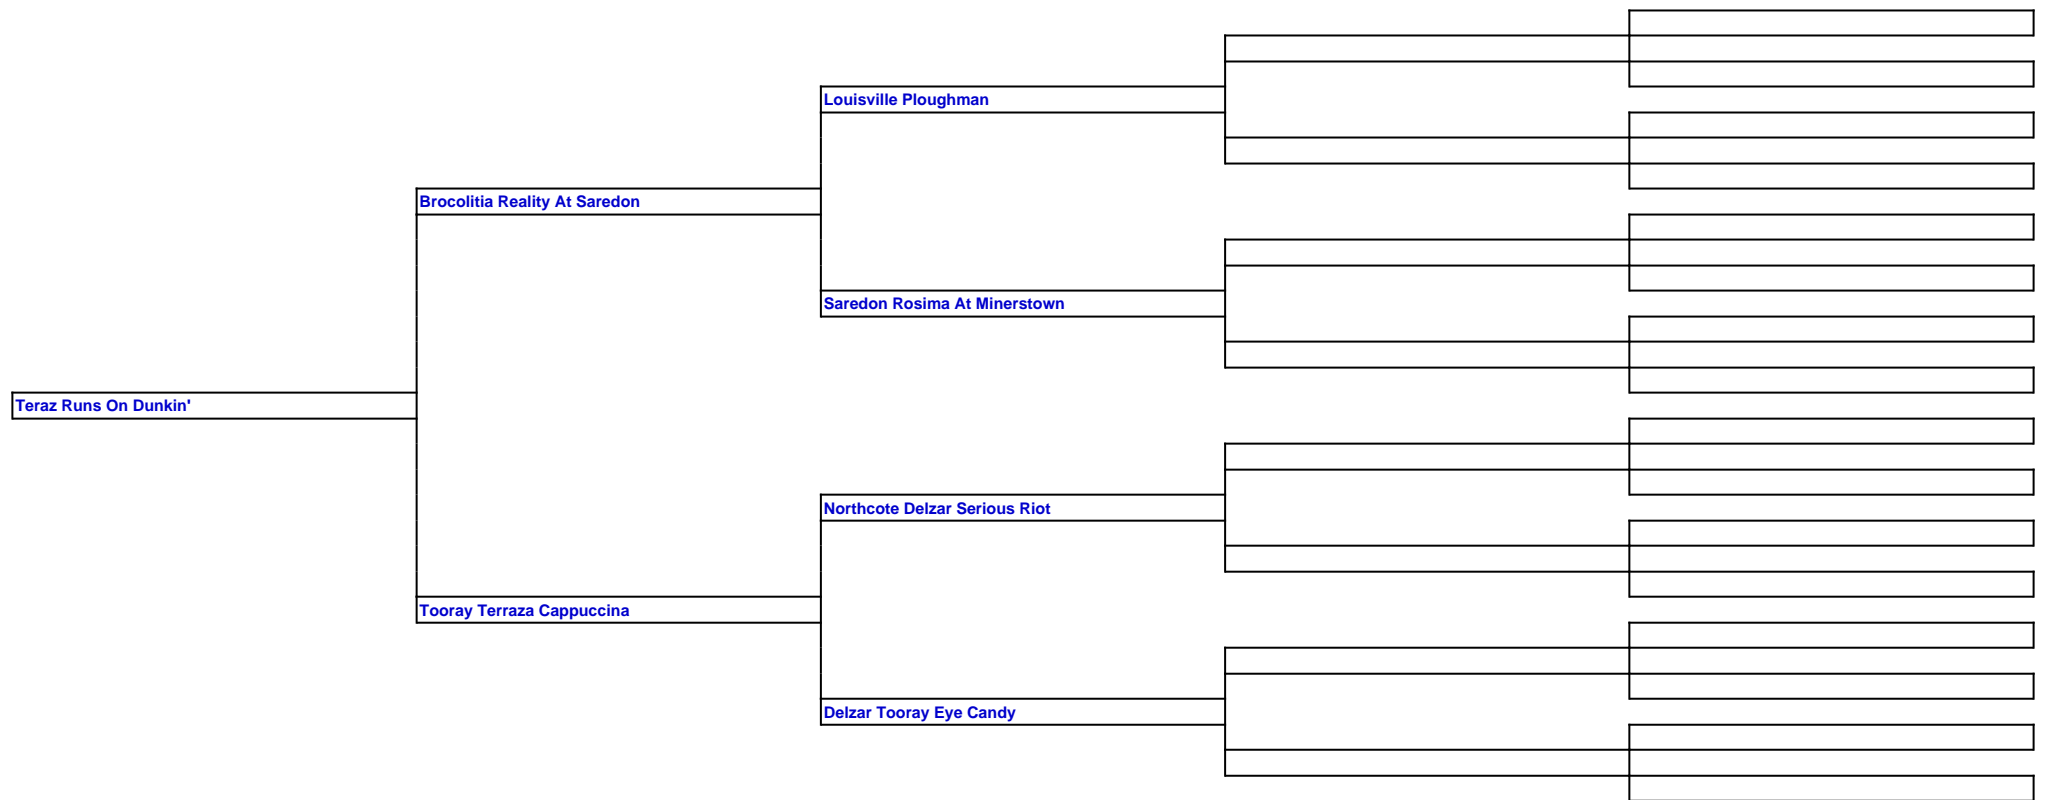 Louisville Ploughman
Brocolitia Reality At Saredon
Saredon Rosima At Minerstown
Teraz Runs On Dunkin'
Northcote Delzar Serious Riot
Tooray Terraza Cappuccina
Delzar Tooray Eye Candy